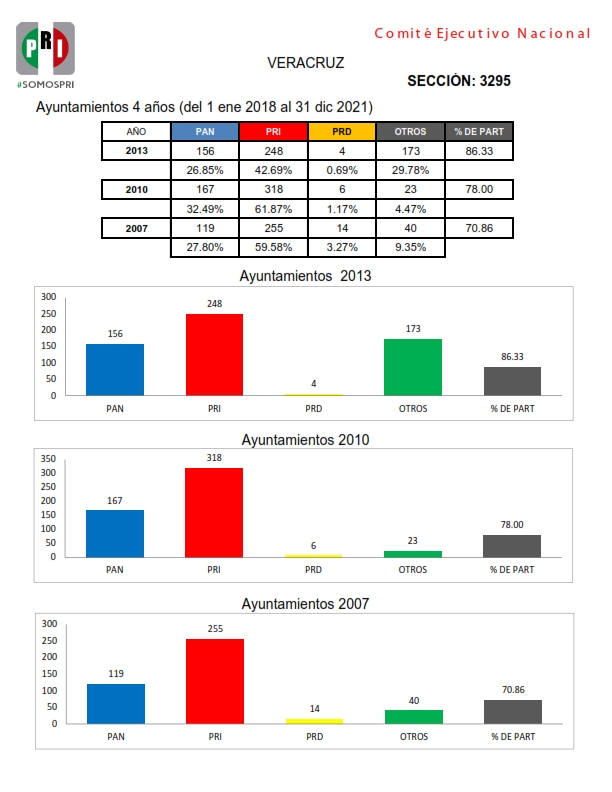 Comité Ejecutivo Nacional
PRI
#SOMOSPRI
VERACRUZ
SECCIÓN: 3295
Ayuntamientos 4 años (del 1 ene 2018 al 31 dic 2021)
AÑO PAN PRI PRD OTROS % DE PART
2013 156 248 4 173 86.33
26.85% 42.69% 0.69% 29.78%
2010 167 318 6 23 78.00
32.49% 61.87% 1.17% 4.47%
2007 119 255 14 40 70.86
27.80% 59.58% 3.27% 9.35%
Ayuntamientos 2013
300
250
200
150
100
50
0
156 248 4 173 86.33
PAN PRI PRD OTROS % DE PART
Ayuntamientos 2010
350
300
250
200
150
100
50
0
167 318 6 23 78.00
PAN PRI PRD OTROS % DE PART
Ayuntamientos 2007
300
250
200
150
100
50
0
119 255 14 40 70.86
PAN PRI PRD OTROS % DE PART